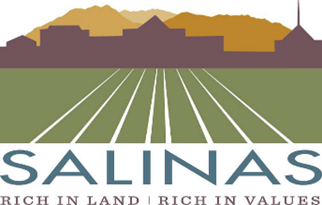 SALINAS
RICH IN LAND | RICH IN VALUES